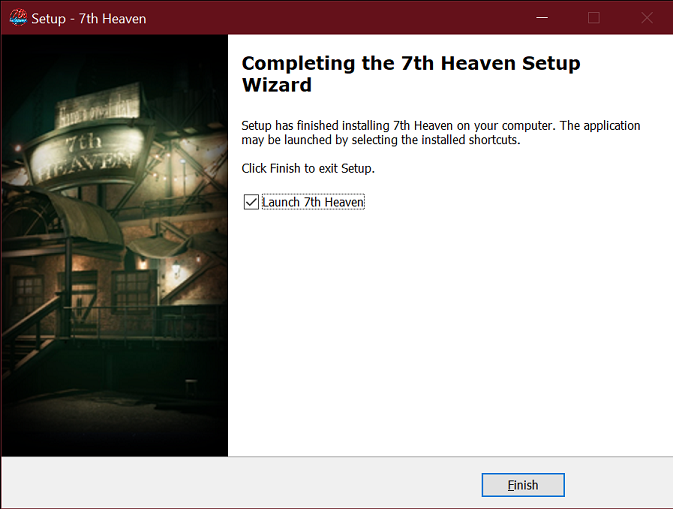 Setup - 7th Heaven
7th
HEAVEN
Completing the 7th Heaven Setup
Wizard
Setup has finished installing 7th Heaven on your computer. The application
may be launched by selecting the installed shortcuts.
Click Finish to exit Setup.
Launch 7th Heaven
Finish